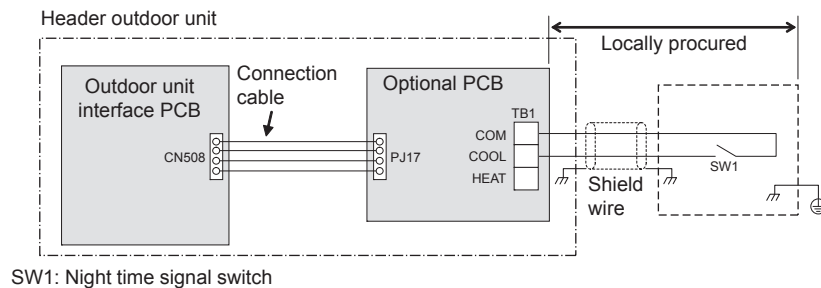 Header outdoor unit
Locally procured
Outdoor unit
interface PCB
Connection
cable
Optional PCB
TB1
COM
CN508
PJ17
COOL
SW1
HEAT
Shield
wire
SW1: Night time signal switch